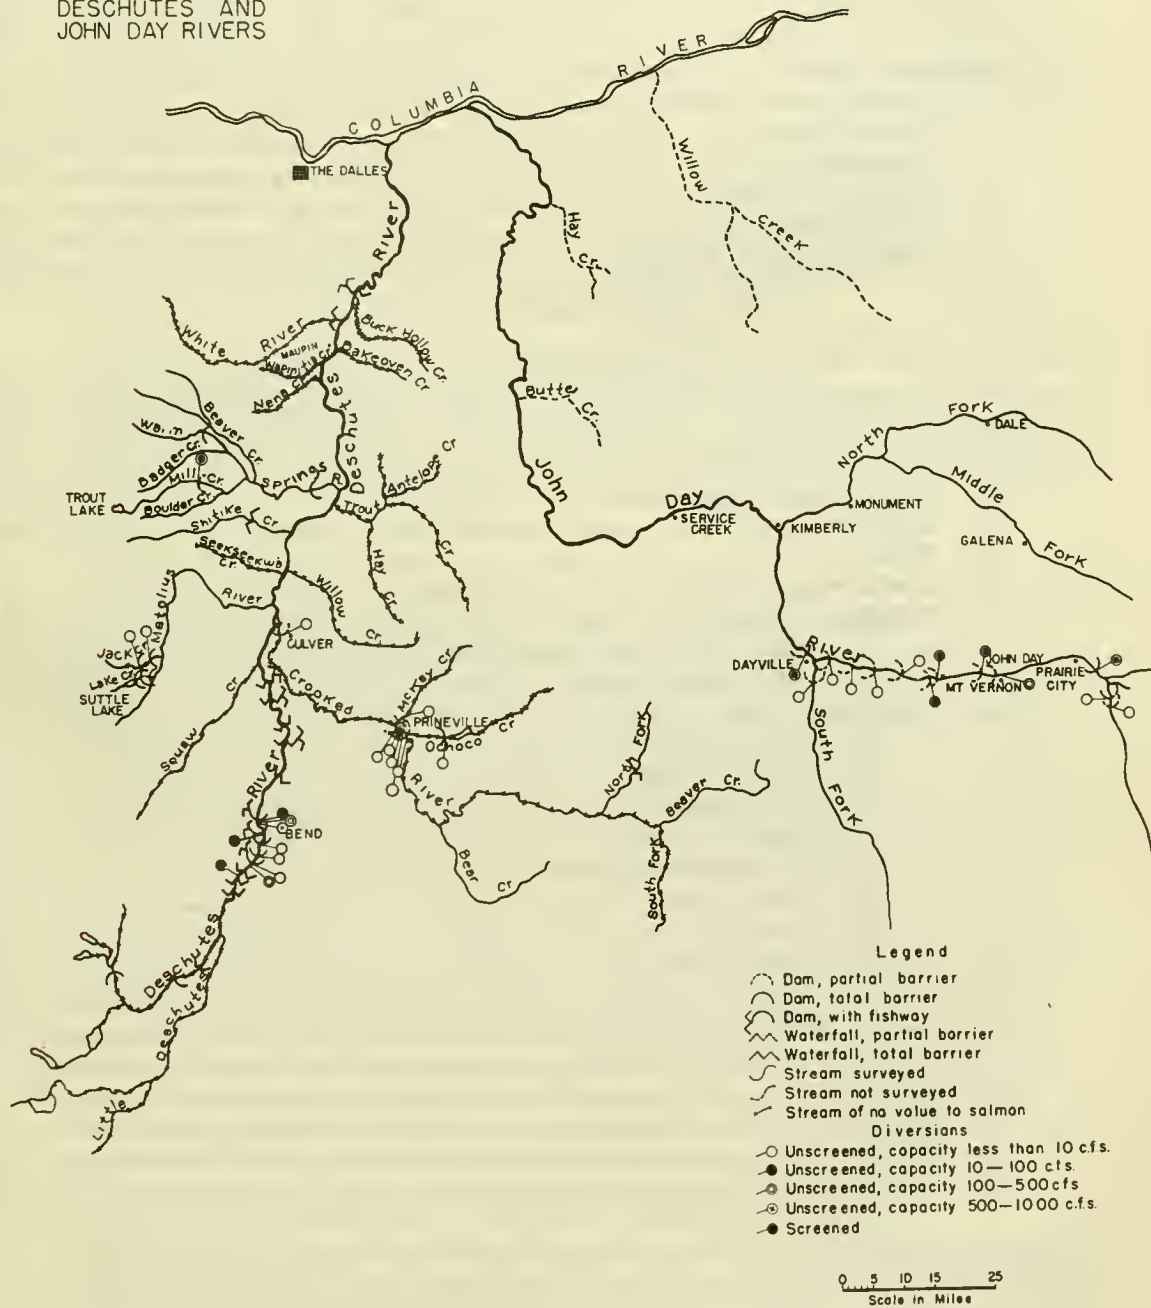 DESCHUTES AND
JOHN DAY RIVERS
COLUMBIA RIVER
THE DALLES
River
Willow
Creek
Hay
Cr.
White River
MAUPIN
Wapinitia Cr.
Nena Cr.
Buck Hollow Cr.
Bakeoven Cr
Deschutes
Butte Cr.
Beaver
Cr.
Badger Cr.
Mill Cr.
Boulder Cr.
TROUT
LAKE
Springs
R.
Shitike Cr
Seekseekwa
Cr.
Antelope Cr
Trout
Cr
Hay
Cr
Willow
Cr.
John
Day
SERVICE
CREEK
KIMBERLY
MONUMENT
North
Fork
DALE
Middle
Fork
GALENA
Metolius
River
Jack Cr
Lake Cr
SUTTLE
LAKE
CULVER
Squaw
Cr
Crooked
McKay Cr
PRINEVILLE
Ochoco Cr
River
North Fork
Beaver Cr.
South Fork
Bear
Cr
River
BEND
Deschutes
Deschutes
Little
DAYVILLE
River
MT VERNON
JOHN DAY
PRAIRIE
CITY
South
Fork
Legend
Dam, partial barrier
Dam, total barrier
Dam, with fishway
Waterfall, partial barrier
Waterfall, total barrier
Stream surveyed
Stream not surveyed
Stream of no value to salmon
Diversions
Unscreened, capacity less than 10 c.f.s.
Unscreened, capacity 10—100 c.f.s.
Unscreened, capacity 100—500 cfs
Unscreened, capacity 500—1000 c.f.s.
Screened
0 5 10 15 25
Scale in Miles